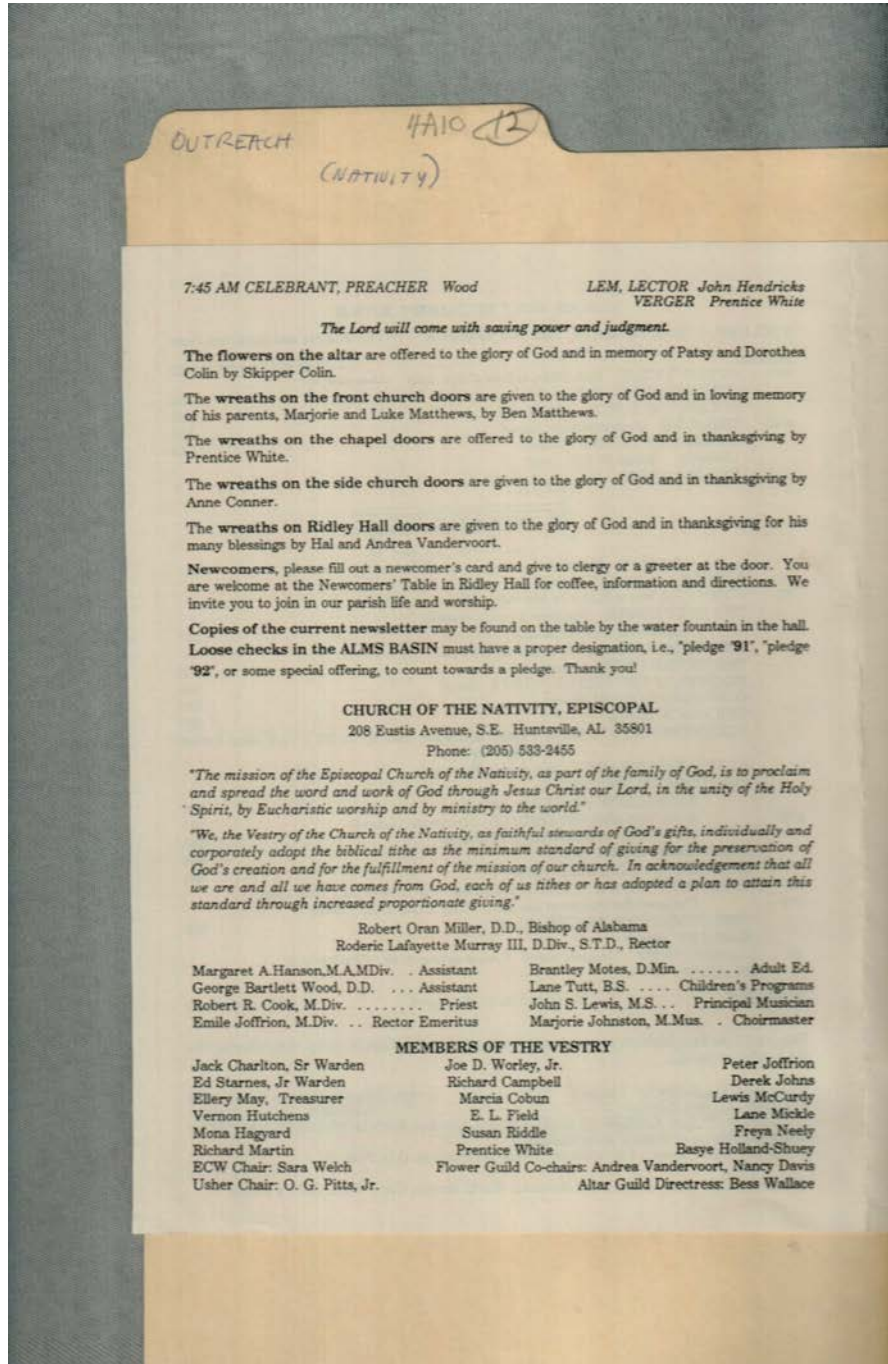 OUTREACH 4A10 12
(NATIVITY)
7:45 AM CELEBRANT, PREACHER Wood LEM, LECTOR John Hendricks
VERGER Prentice White
The Lord will come with saving power and judgment.
The flowers on the altar are offered to the glory of God and in memory of Patsy and Dorothea
Colin by Skipper Colin.
The wreaths on the front church doors are given to the glory of God and in loving memory
of his parents, Marjorie and Luke Matthews, by Ben Matthews.
The wreaths on the chapel doors are offered to the glory of God and in thanksgiving by
Prentice White.
The wreaths on the side church doors are given to the glory of God and in thanksgiving by
Anne Conner.
The wreaths on Ridley Hall doors are given to the glory of God and in thanksgiving for his
many blessings by Hal and Andrea Vandervoort.
Newcomers, please fill out a newcomer's card and give to clergy or a greeter at the door. You
are welcome at the Newcomers' Table in Ridley Hall for coffee, information and directions. We
invite you to join in our parish life and worship.
Copies of the current newsletter may be found on the table by the water fountain in the hall.
Loose checks in the ALMS BASIN must have a proper designation, i.e., "pledge '91", "pledge
'92", or some special offering, to count towards a pledge. Thank you!
CHURCH OF THE NATIVITY, EPISCOPAL
208 Eustis Avenue, S.E. Huntsville, AL 35801
Phone: (205) 533-2455
"The mission of the Episcopal Church of the Nativity, as part of the family of God, is to proclaim
and spread the word and work of God through Jesus Christ our Lord, in the unity of the Holy
Spirit, by Eucharistic worship and by ministry to the world."
"We, the Vestry of the Church of the Nativity, as faithful stewards of God's gifts, individually and
corporately adopt the biblical tithe as the minimum standard of giving for the preservation of
God's creation and for the fulfillment of the mission of our church. In acknowledgement that all
we are and all we have comes from God, each of us tithes or has adopted a plan to attain this
standard through increased proportionate giving."
Robert Oran Miller, D.D., Bishop of Alabama
Roderic Lafayette Murray III, D.Div., S.T.D., Rector
Margaret A.Hanson,M.A,MDiv. . Assistant Brantley Motes, D.Min. ...... Adult Ed.
George Bartlett Wood, D.D. ... Assistant Lane Tutt, B.S. .... Children's Programs
Robert R. Cook, M.Div. ........ Priest John S. Lewis, M.S. .. Principal Musician
Emile Joffrion, M.Div. .. Rector Emeritus Marjorie Johnston, M.Mus. . Choirmaster
MEMBERS OF THE VESTRY
Jack Charlton, Sr Warden Joe D. Worley, Jr. Peter Joffrion
Ed Starnes, Jr Warden Richard Campbell Derek Johns
Ellery May, Treasurer Marcia Cobun Lewis McCurdy
Vernon Hutchens E. L. Field Lane Mickle
Mona Hagyard Susan Riddle Freya Neely
Richard Martin Prentice White Basye Holland-Shuey
ECW Chair: Sara Welch Flower Guild Co-chairs: Andrea Vandervoort, Nancy Davis
Usher Chair: O. G. Pitts, Jr. Altar Guild Directress: Bess Wallace